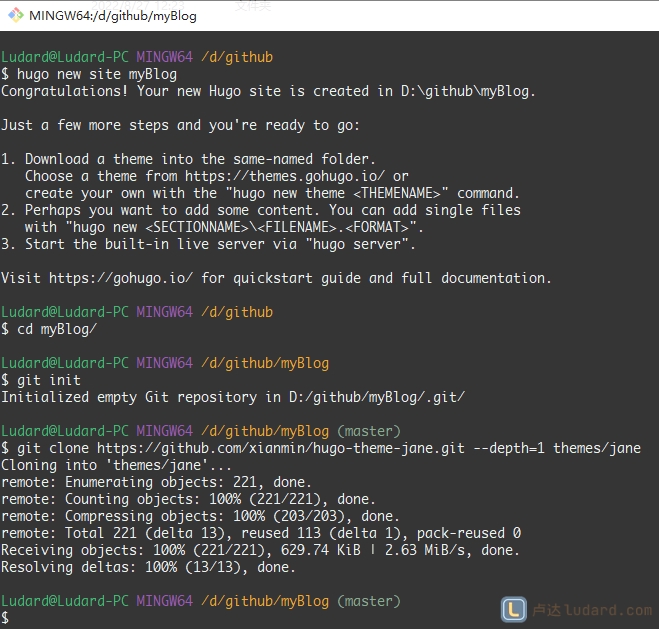 MINGW64:/d/github/myBlog
Ludard@Ludard-PC MINGW64 /d/github
$ hugo new site myBlog
Congratulations! Your new Hugo site is created in D:\github\myBlog.
Just a few more steps and you're ready to go:
1. Download a theme into the same-named folder.
Choose a theme from https://themes.gohugo.io/ or
create your own with the "hugo new theme <THEMENAME>" command.
2. Perhaps you want to add some content. You can add single files
with "hugo new <SECTIONNAME>\<FILENAME>.<FORMAT>".
3. Start the built-in live server via "hugo server".
Visit https://gohugo.io/ for quickstart guide and full documentation.
Ludard@Ludard-PC MINGW64 /d/github
$ cd myBlog/
Ludard@Ludard-PC MINGW64 /d/github/myBlog
$ git init
Initialized empty Git repository in D:/github/myBlog/.git/
Ludard@Ludard-PC MINGW64 /d/github/myBlog (master)
$ git clone https://github.com/xianmin/hugo-theme-jane.git --depth=1 themes/jane
Cloning into 'themes/jane'...
remote: Enumerating objects: 221, done.
remote: Counting objects: 100% (221/221), done.
remote: Compressing objects: 100% (203/203), done.
remote: Total 221 (delta 13), reused 113 (delta 1), pack-reused 0
Receiving objects: 100% (221/221), 629.74 KiB | 2.63 MiB/s, done.
Resolving deltas: 100% (13/13), done.
Ludard@Ludard-PC MINGW64 /d/github/myBlog (master)
$
L 卢达ludard.com